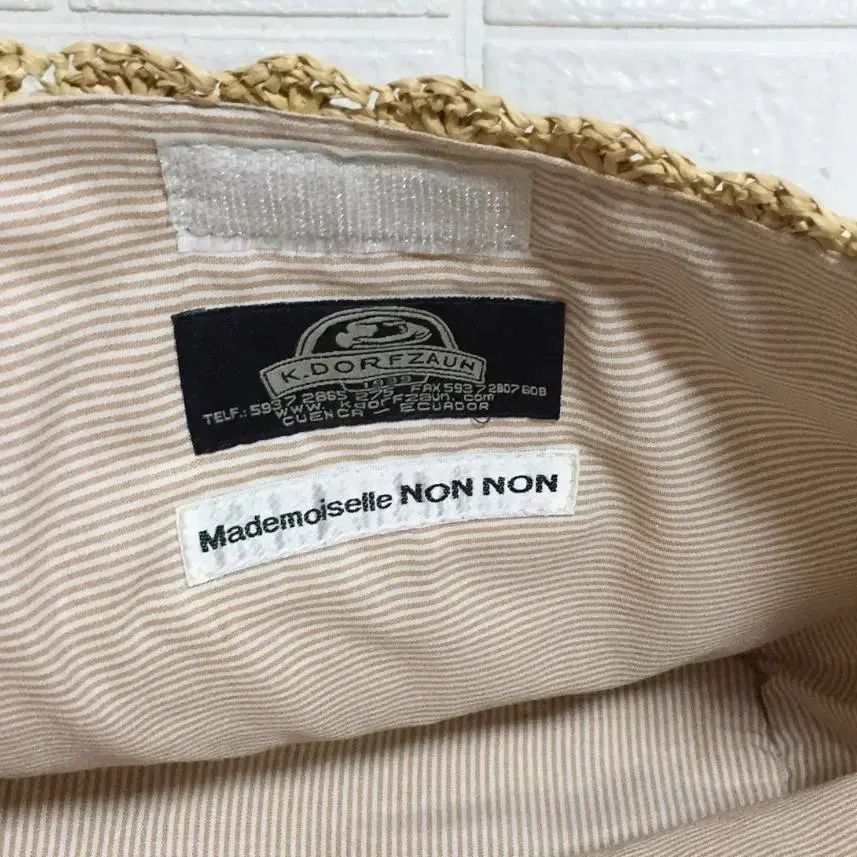 K.DORFZAUN
1939
TELF.: 593 7 2865 275 FAX 593 7 2807 608
www.kdorfzaun.com
CUENCA – ECUADOR
Mademoiselle NON NON